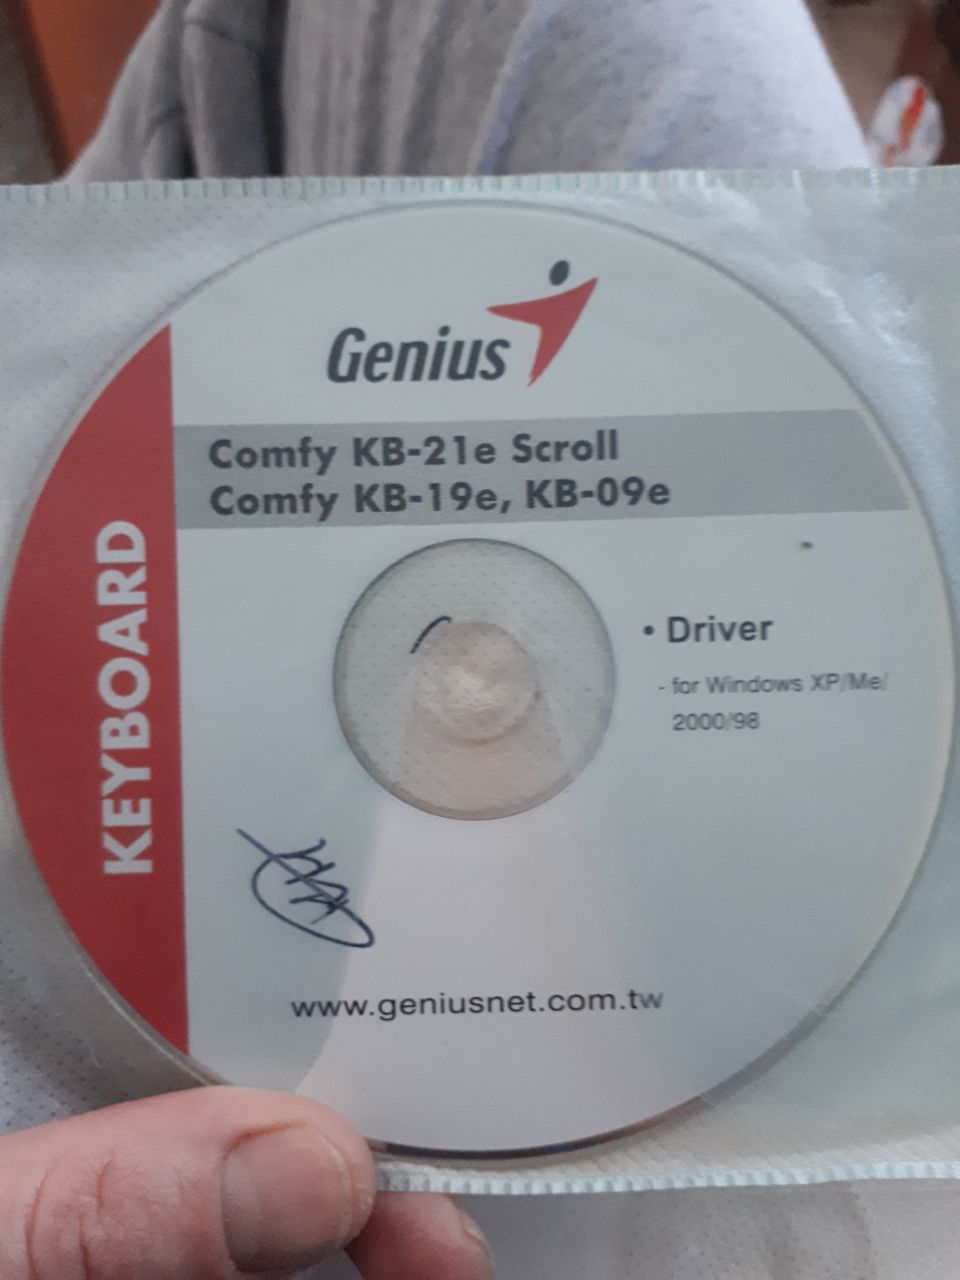 Genius
Comfy KB-21e Scroll
Comfy KB-19e, KB-09e
KEYBOARD
• Driver
- for Windows XP/Me/
2000/98
www.geniusnet.com.tw